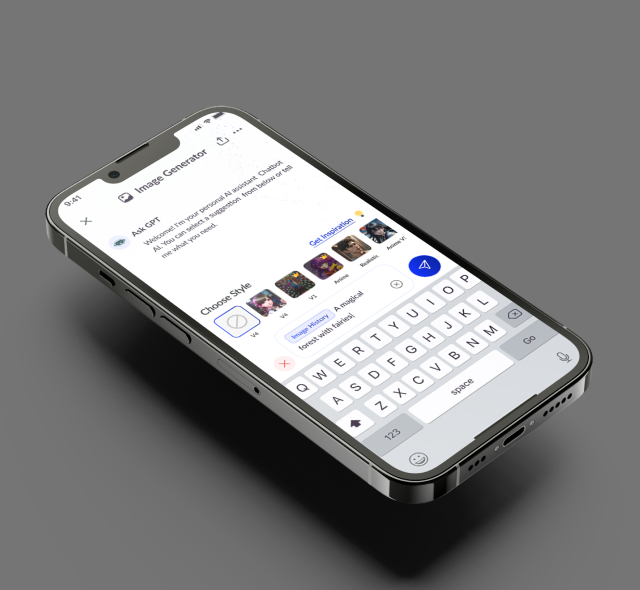 9:41
Image Generator
Ask GPT
Welcome! I'm your personal AI assistant Chatbot
AI. You can select a suggestion from below or tell
me what you need.
Get Inspiration
Choose Style
V4
V4
V3
Anime
Realistic
Anime V2
Image History A magical
forest with fairies!
Q W E R T Y U I O P
A S D F G H J K L
Z X C V B N M
123 space Go